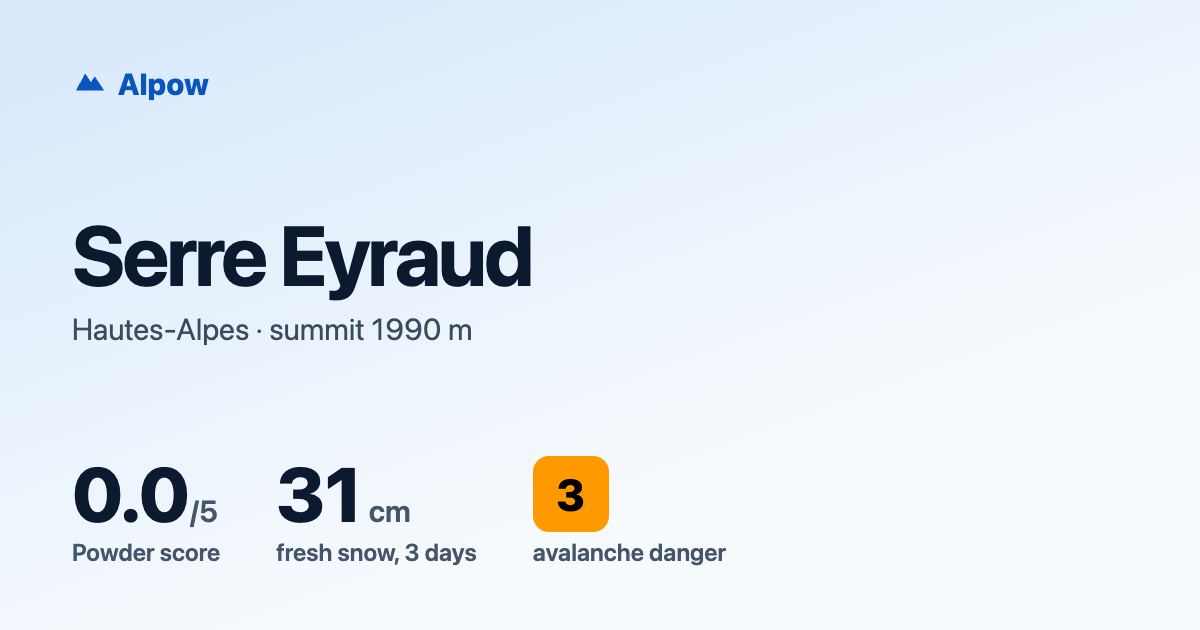 Alpow
Serre Eyraud
Hautes-Alpes · summit 1990 m
0.0/5
Powder score
31 cm
fresh snow, 3 days
3
avalanche danger